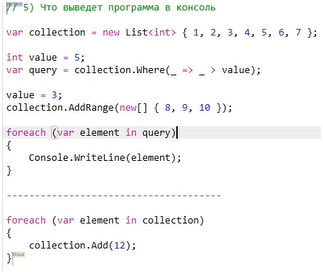 // 5) Что выведет программа в консоль
var collection = new List<int> { 1, 2, 3, 4, 5, 6, 7 };
int value = 5;
var query = collection.Where(_ => _ > value);
value = 3;
collection.AddRange(new[] { 8, 9, 10 });
foreach (var element in query)
{
    Console.WriteLine(element);
}
-----------------------------------
foreach (var element in collection)
{
    collection.Add(12);
}